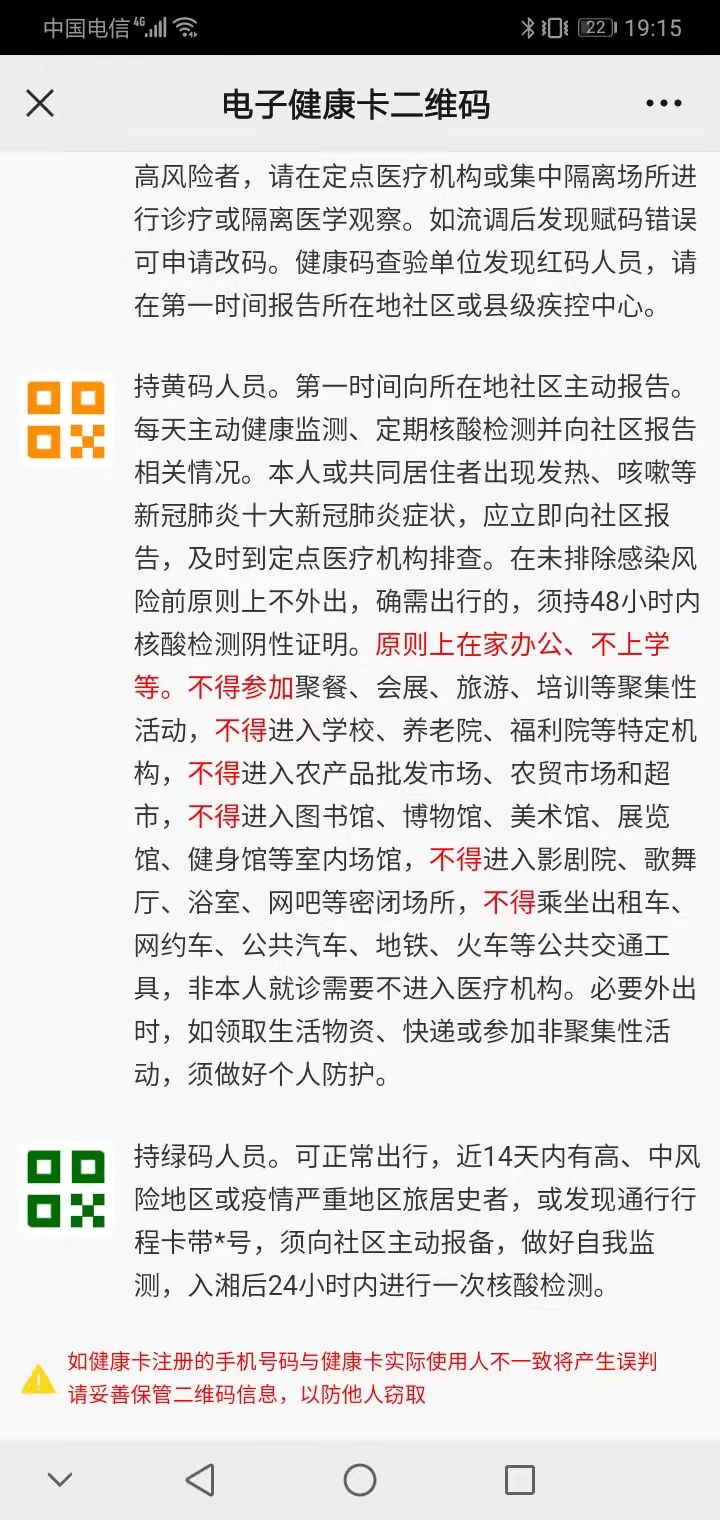 中国电信 4G 22 19:15
电子健康卡二维码
高风险者，请在定点医疗机构或集中隔离场所进
行诊疗或隔离医学观察。如流调后发现赋码错误
可申请改码。健康码查验单位发现红码人员，请
在第一时间报告所在地社区或县级疾控中心。
持黄码人员。第一时间向所在地社区主动报告。
每天主动健康监测、定期核酸检测并向社区报告
相关情况。本人或共同居住者出现发热、咳嗽等
新冠肺炎十大新冠肺炎症状，应立即向社区报
告，及时到定点医疗机构排查。在未排除感染风
险前原则上不外出，确需出行的，须持48小时内
核酸检测阴性证明。原则上在家办公、不上学
等。不得参加聚餐、会展、旅游、培训等聚集性
活动，不得进入学校、养老院、福利院等特定机
构，不得进入农产品批发市场、农贸市场和超
市，不得进入图书馆、博物馆、美术馆、展览
馆、健身馆等室内场馆，不得进入影剧院、歌舞
厅、浴室、网吧等密闭场所，不得乘坐出租车、
网约车、公共汽车、地铁、火车等公共交通工
具，非本人就诊需要不进入医疗机构。必要外出
时，如领取生活物资、快递或参加非聚集性活
动，须做好个人防护。
持绿码人员。可正常出行，近14天内有高、中风
险地区或疫情严重地区旅居史者，或发现通行行
程卡带*号，须向社区主动报备，做好自我监
测，入湘后24小时内进行一次核酸检测。
如健康卡注册的手机号码与健康卡实际使用人不一致将产生误判
请妥善保管二维码信息，以防他人窃取